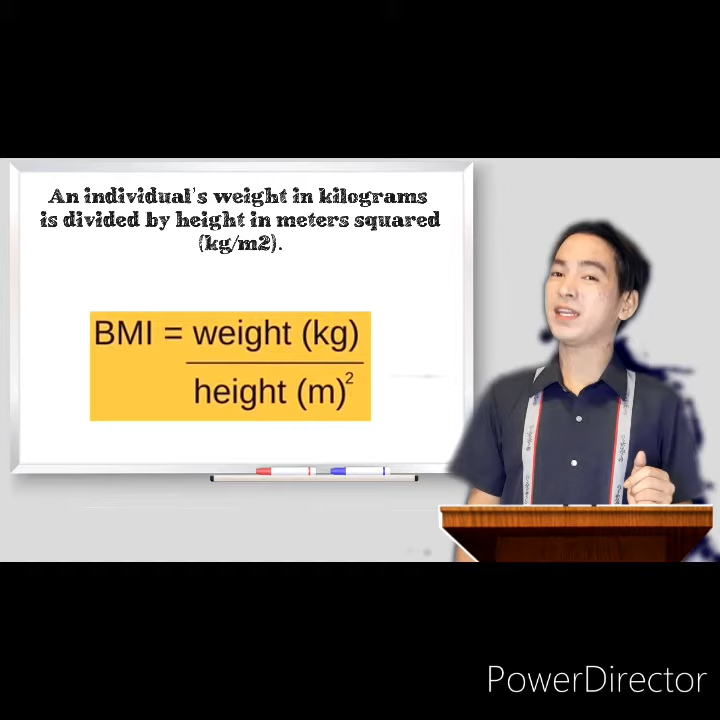 An individual's weight in kilograms
is divided by height in meters squared
(kg/m2).
BMI = weight (kg)
height (m)²
PowerDirector